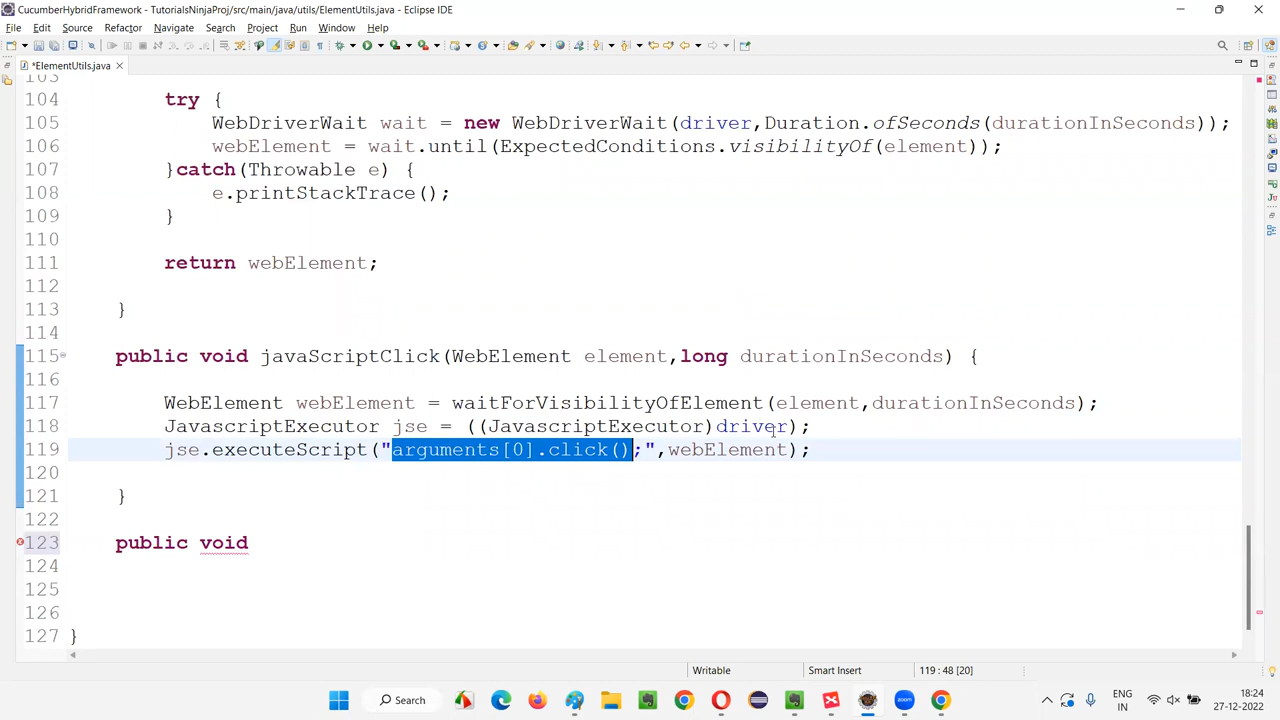 CucumberHybridFramework - TutorialsNinjaProj/src/main/java/utils/ElementUtils.java - Eclipse IDE
File Edit Source Refactor Navigate Search Project Run Window Help
*ElementUtils.java
103
104 try {
105 WebDriverWait wait = new WebDriverWait(driver,Duration.ofSeconds(durationInSeconds));
106 webElement = wait.until(ExpectedConditions.visibilityOf(element));
107 }catch(Throwable e) {
108 e.printStackTrace();
109 }
110
111 return webElement;
112
113 }
114
115 public void javaScriptClick(WebElement element,long durationInSeconds) {
116
117 WebElement webElement = waitForVisibilityOfElement(element,durationInSeconds);
118 JavascriptExecutor jse = ((JavascriptExecutor)driver);
119 jse.executeScript("arguments[0].click();",webElement);
120
121 }
122
123 public void
124
125
126
127 }
Writable Smart Insert 119 : 48 [20]
Search
ENG
IN
18:24
27-12-2022